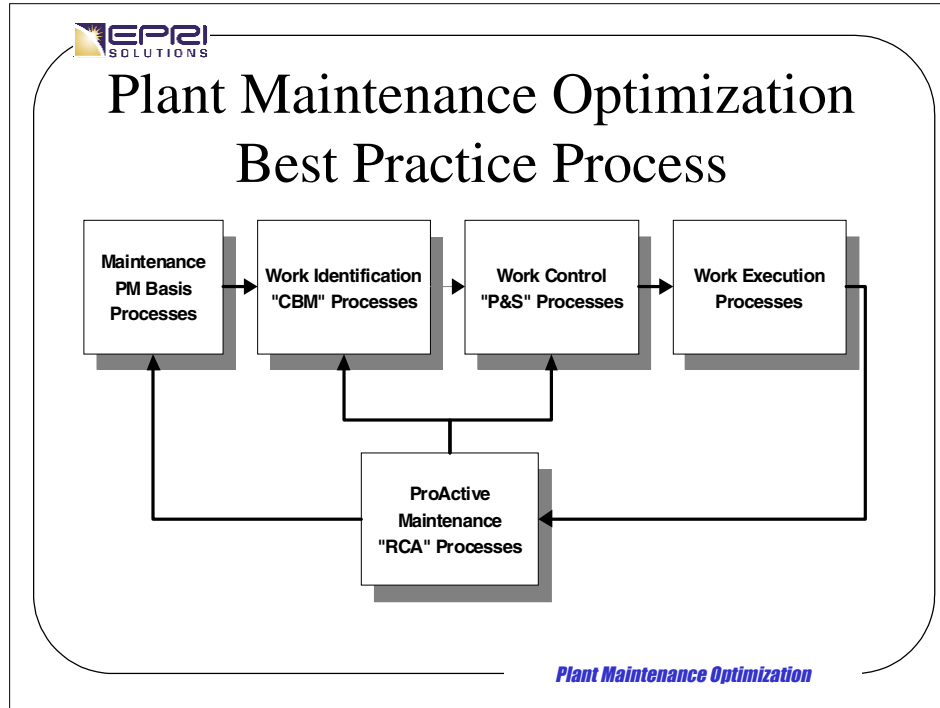 EPRI
SOLUTIONS
Plant Maintenance Optimization
Best Practice Process
Maintenance
PM Basis
Processes
Work Identification
"CBM" Processes
Work Control
"P&S" Processes
Work Execution
Processes
ProActive
Maintenance
"RCA" Processes
Plant Maintenance Optimization